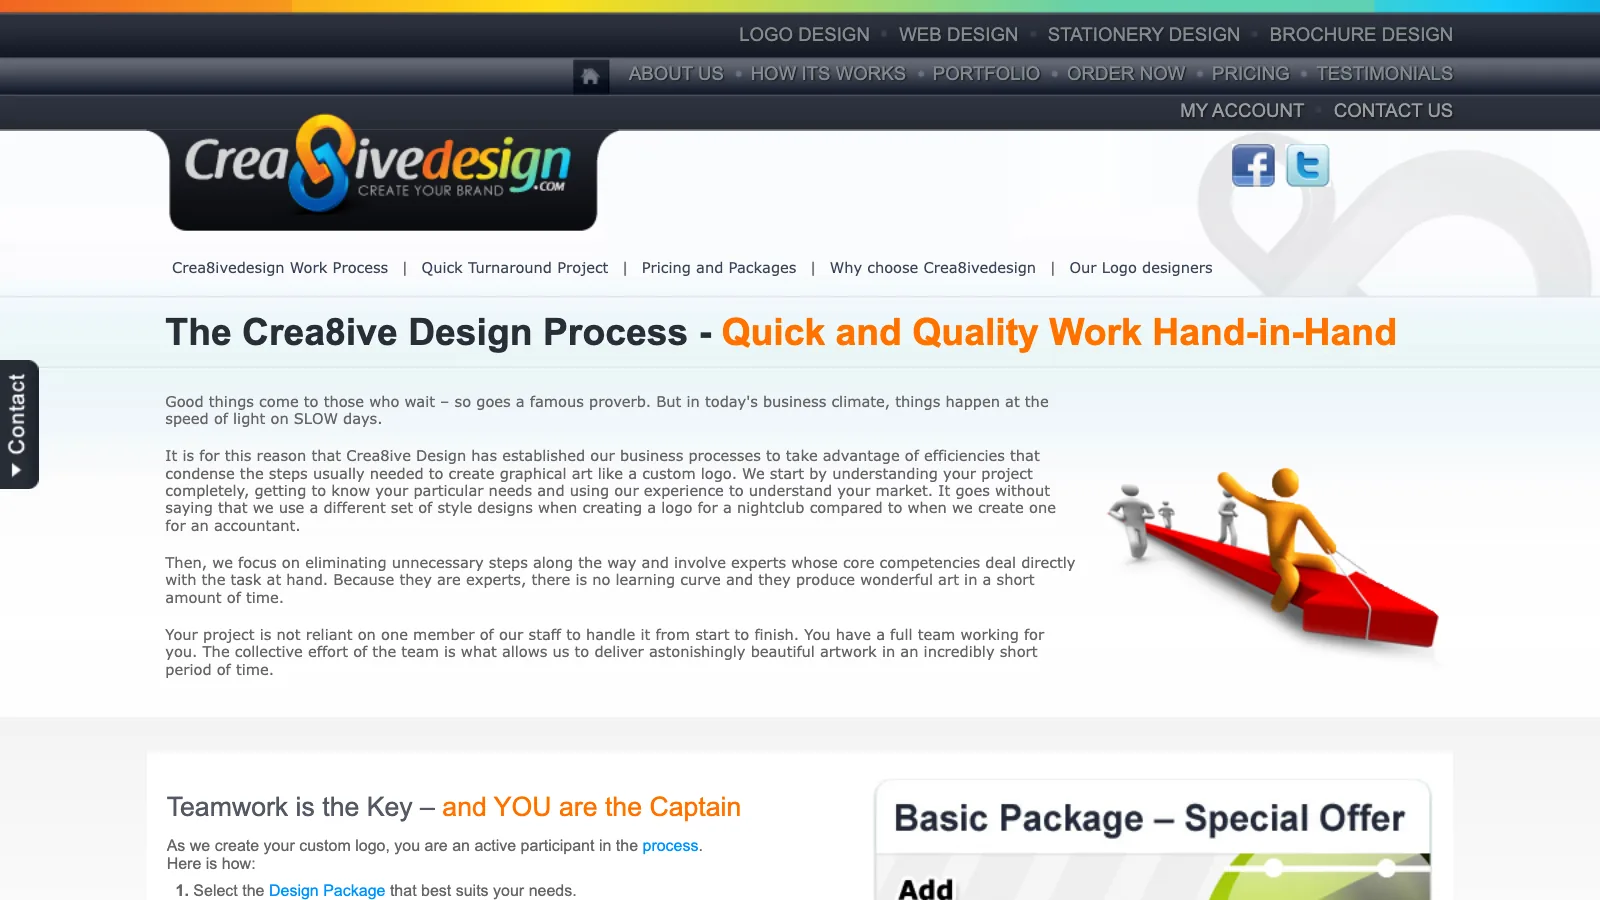 LOGO DESIGN • WEB DESIGN • STATIONERY DESIGN • BROCHURE DESIGN
ABOUT US • HOW ITS WORKS • PORTFOLIO • ORDER NOW • PRICING • TESTIMONIALS
MY ACCOUNT • CONTACT US
Crea8ivedesign.COM
CREATE YOUR BRAND
Crea8ivedesign Work Process | Quick Turnaround Project | Pricing and Packages | Why choose Crea8ivedesign | Our Logo designers
The Crea8ive Design Process - Quick and Quality Work Hand-in-Hand
Contact
Good things come to those who wait – so goes a famous proverb. But in today's business climate, things happen at the
speed of light on SLOW days.
It is for this reason that Crea8ive Design has established our business processes to take advantage of efficiencies that
condense the steps usually needed to create graphical art like a custom logo. We start by understanding your project
completely, getting to know your particular needs and using our experience to understand your market. It goes without
saying that we use a different set of style designs when creating a logo for a nightclub compared to when we create one
for an accountant.
Then, we focus on eliminating unnecessary steps along the way and involve experts whose core competencies deal directly
with the task at hand. Because they are experts, there is no learning curve and they produce wonderful art in a short
amount of time.
Your project is not reliant on one member of our staff to handle it from start to finish. You have a full team working for
you. The collective effort of the team is what allows us to deliver astonishingly beautiful artwork in an incredibly short
period of time.
Teamwork is the Key – and YOU are the Captain
As we create your custom logo, you are an active participant in the process.
Here is how:
1. Select the Design Package that best suits your needs.
Basic Package – Special Offer
Add